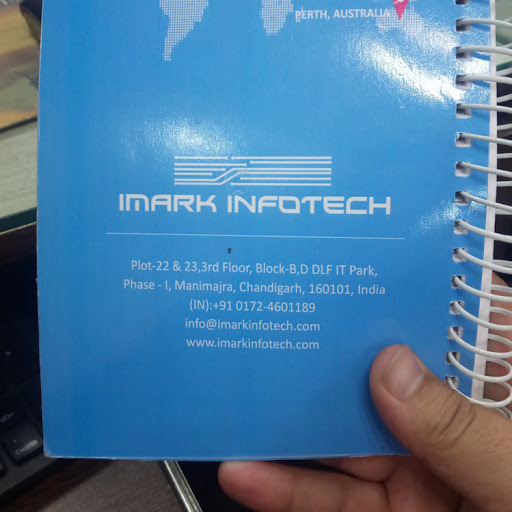 PERTH, AUSTRALIA
IMARK INFOTECH
Plot-22 & 23,3rd Floor, Block-B,D DLF IT Park,
Phase - I, Manimajra, Chandigarh, 160101, India
(IN):+91 0172-4601189
info@imarkinfotech.com
www.imarkinfotech.com